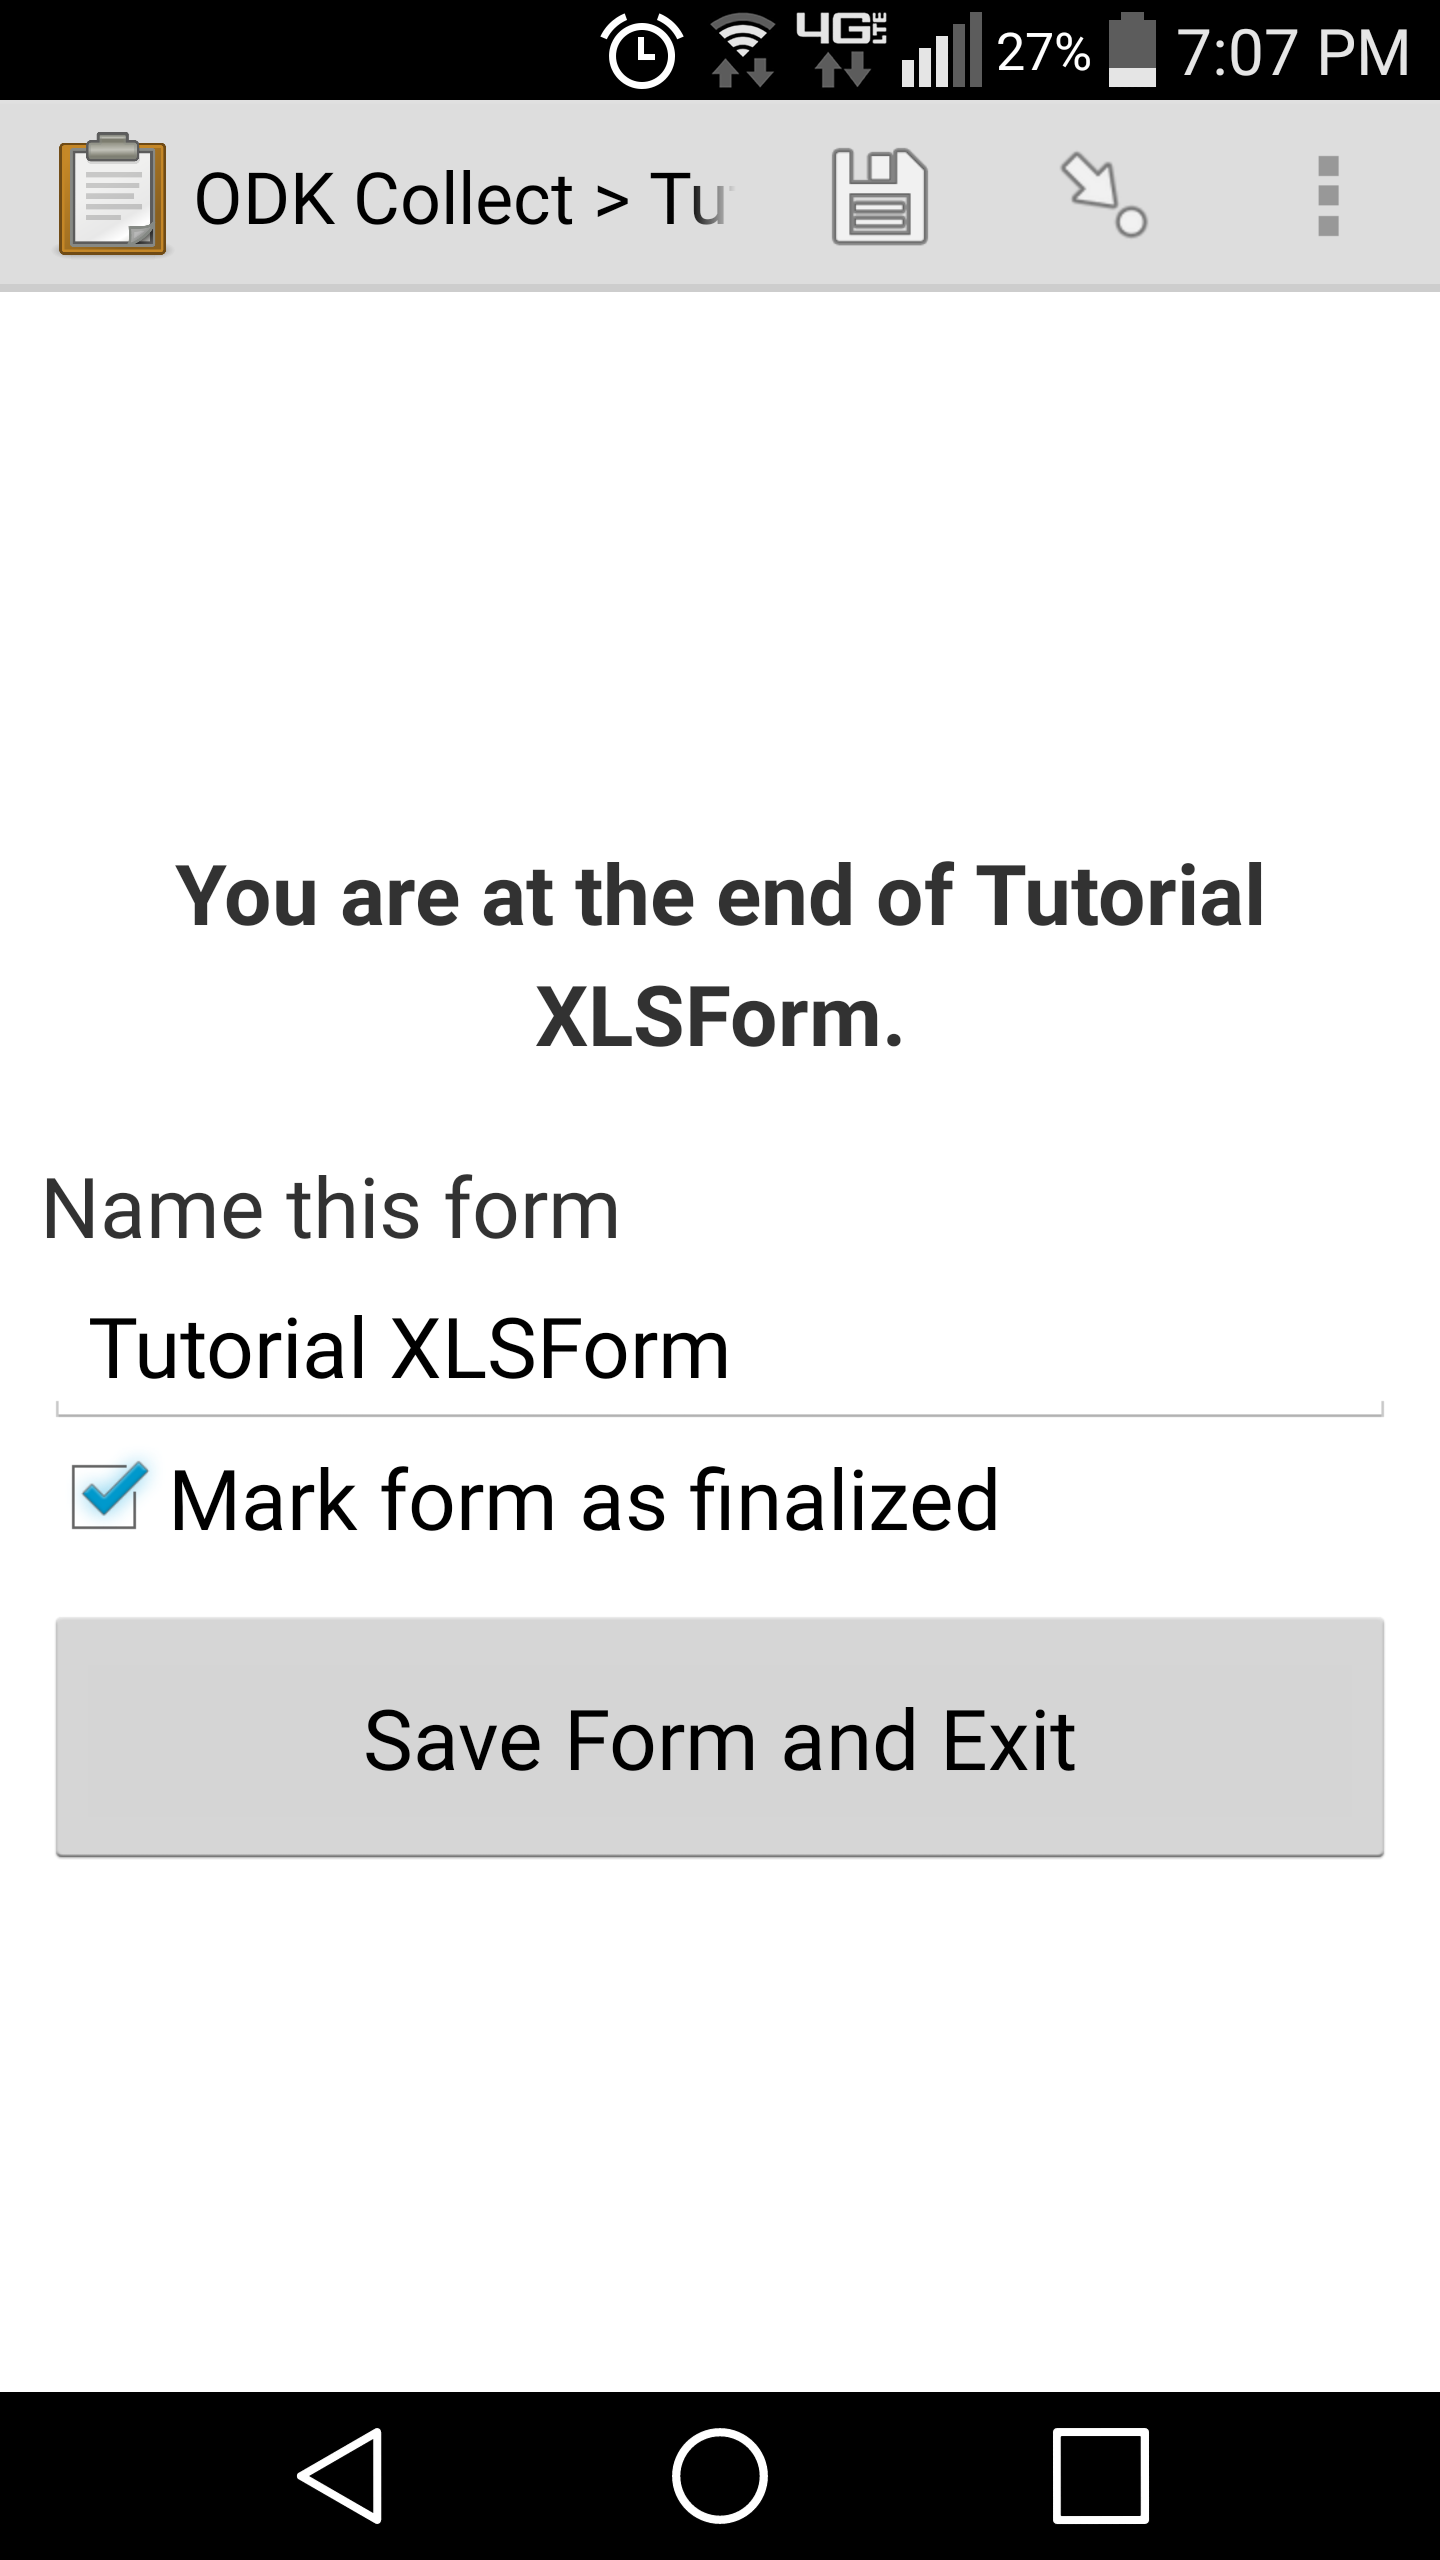 4G LTE 27% 7:07 PM
ODK Collect > Tu
You are at the end of Tutorial
XLSForm.
Name this form
Tutorial XLSForm
Mark form as finalized
Save Form and Exit